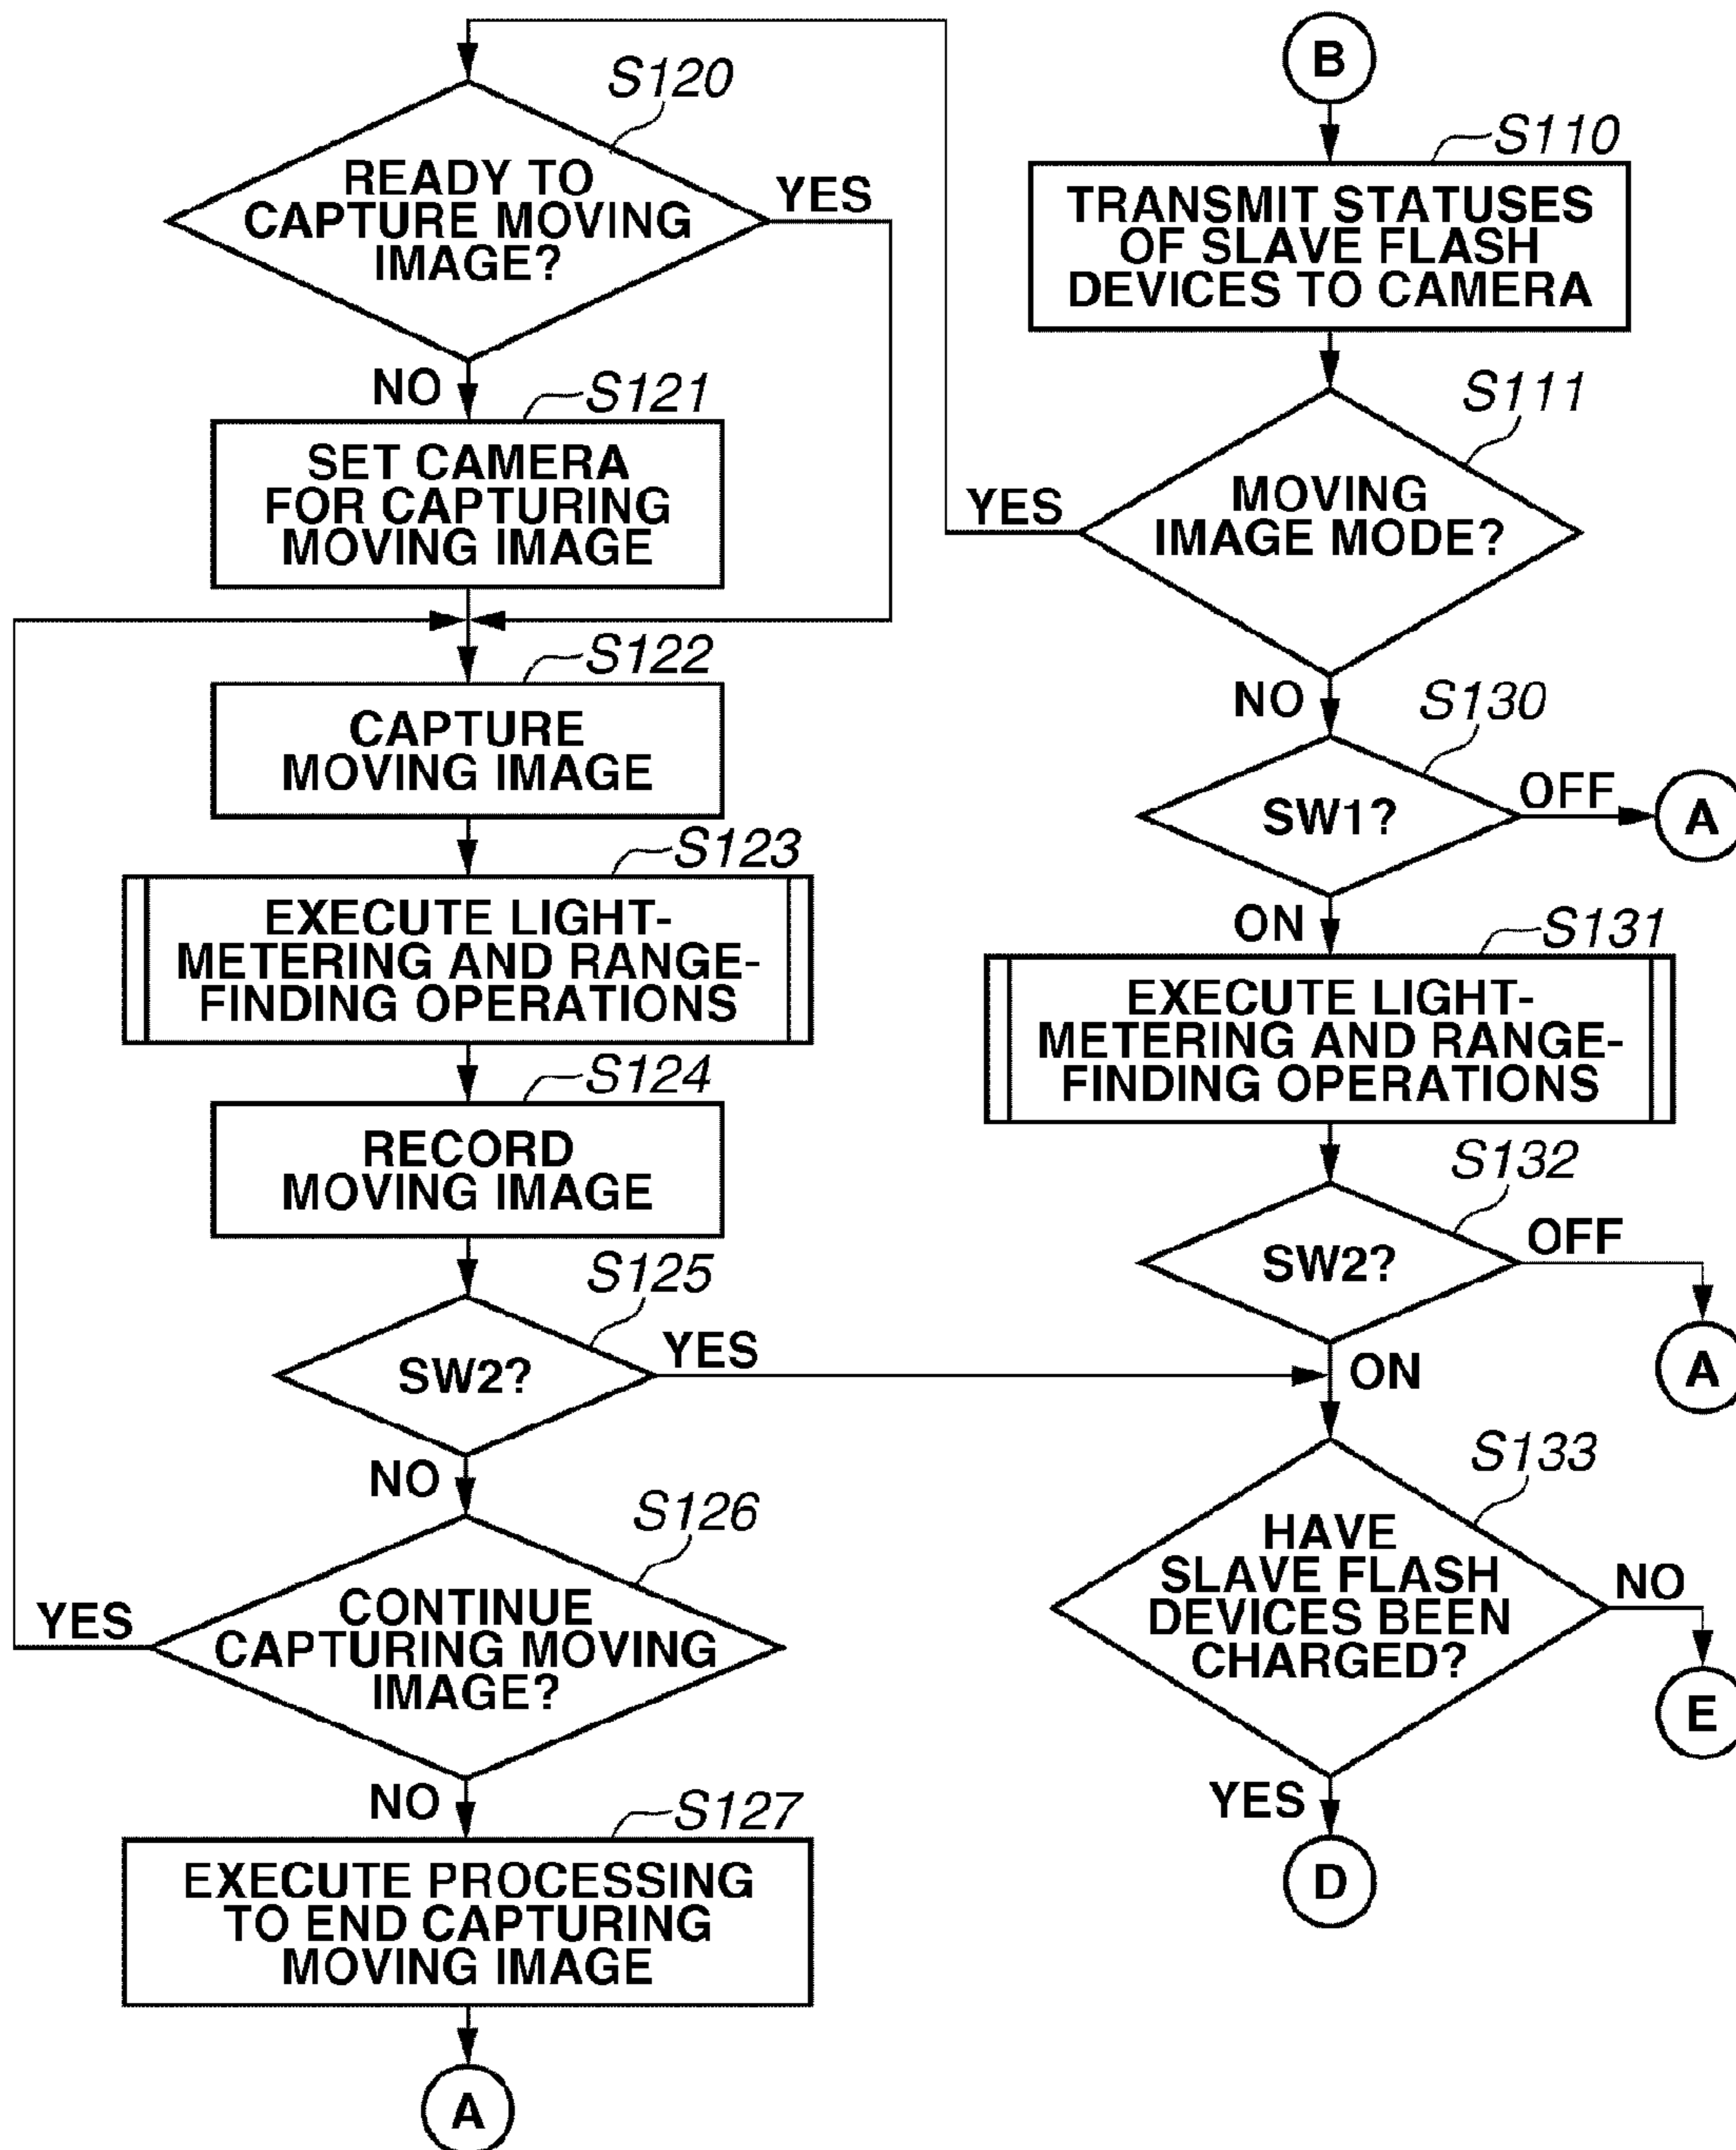 S120
READY TO
CAPTURE MOVING
IMAGE?
YES
NO
S121
SET CAMERA
FOR CAPTURING
MOVING IMAGE
S122
CAPTURE
MOVING IMAGE
S123
EXECUTE LIGHT-
METERING AND RANGE-
FINDING OPERATIONS
S124
RECORD
MOVING IMAGE
S125
SW2?
YES
NO
S126
CONTINUE
CAPTURING MOVING
IMAGE?
YES
NO
S127
EXECUTE PROCESSING
TO END CAPTURING
MOVING IMAGE
A
B
S110
TRANSMIT STATUSES
OF SLAVE FLASH
DEVICES TO CAMERA
S111
MOVING
IMAGE MODE?
YES
NO
S130
SW1?
OFF
A
ON
S131
EXECUTE LIGHT-
METERING AND RANGE-
FINDING OPERATIONS
S132
SW2?
OFF
A
ON
S133
HAVE
SLAVE FLASH
DEVICES BEEN
CHARGED?
NO
E
YES
D